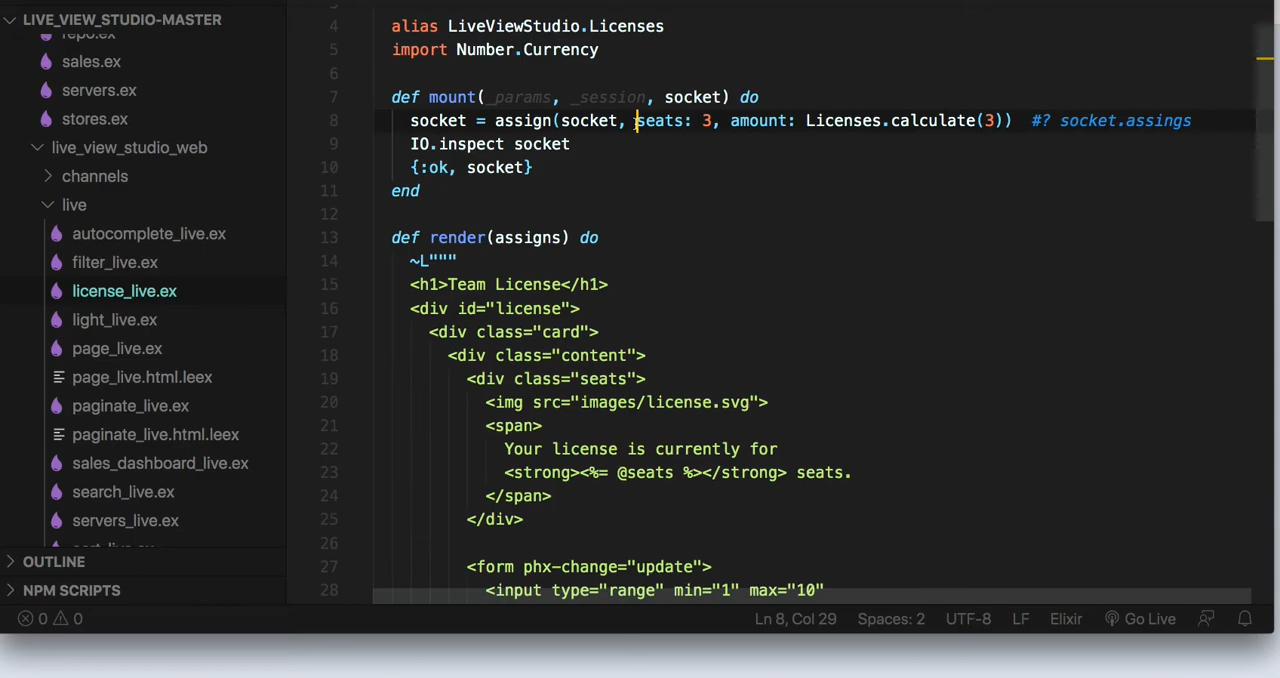 LIVE_VIEW_STUDIO-MASTER
repo.ex
sales.ex
servers.ex
stores.ex
live_view_studio_web
channels
live
autocomplete_live.ex
filter_live.ex
license_live.ex
light_live.ex
page_live.ex
page_live.html.leex
paginate_live.ex
paginate_live.html.leex
sales_dashboard_live.ex
search_live.ex
servers_live.ex
OUTLINE
NPM SCRIPTS
4 alias LiveViewStudio.Licenses
5 import Number.Currency
6
7 def mount(_params, _session, socket) do
8 socket = assign(socket, seats: 3, amount: Licenses.calculate(3)) #? socket.assings
9 IO.inspect socket
10 {:ok, socket}
11 end
12
13 def render(assigns) do
14 ~L"""
15 <h1>Team License</h1>
16 <div id="license">
17 <div class="card">
18 <div class="content">
19 <div class="seats">
20 <img src="images/license.svg">
21 <span>
22 Your license is currently for
23 <strong><%= @seats %></strong> seats.
24 </span>
25 </div>
26
27 <form phx-change="update">
28 <input type="range" min="1" max="10"
0 0 Ln 8, Col 29 Spaces: 2 UTF-8 LF Elixir Go Live